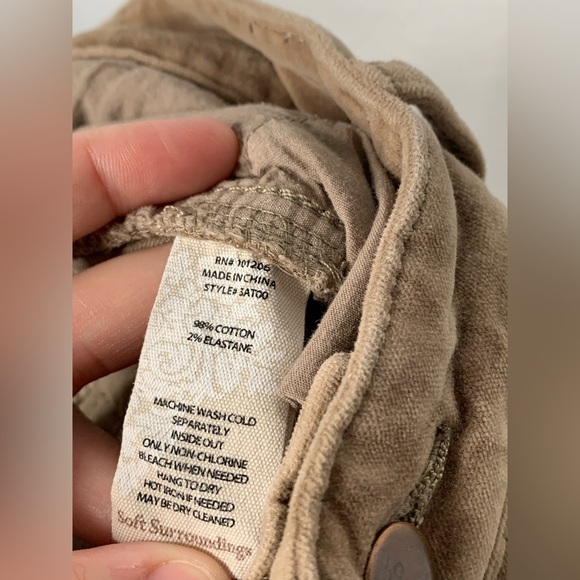 RN# 101206
MADE IN CHINA
STYLE# 3AT00
98% COTTON
2% ELASTANE
MACHINE WASH COLD
SEPARATELY
INSIDE OUT
ONLY NON-CHLORINE
BLEACH WHEN NEEDED
HANG TO DRY
HOT IRON IF NEEDED
MAY BE DRY CLEANED
Soft Surroundings